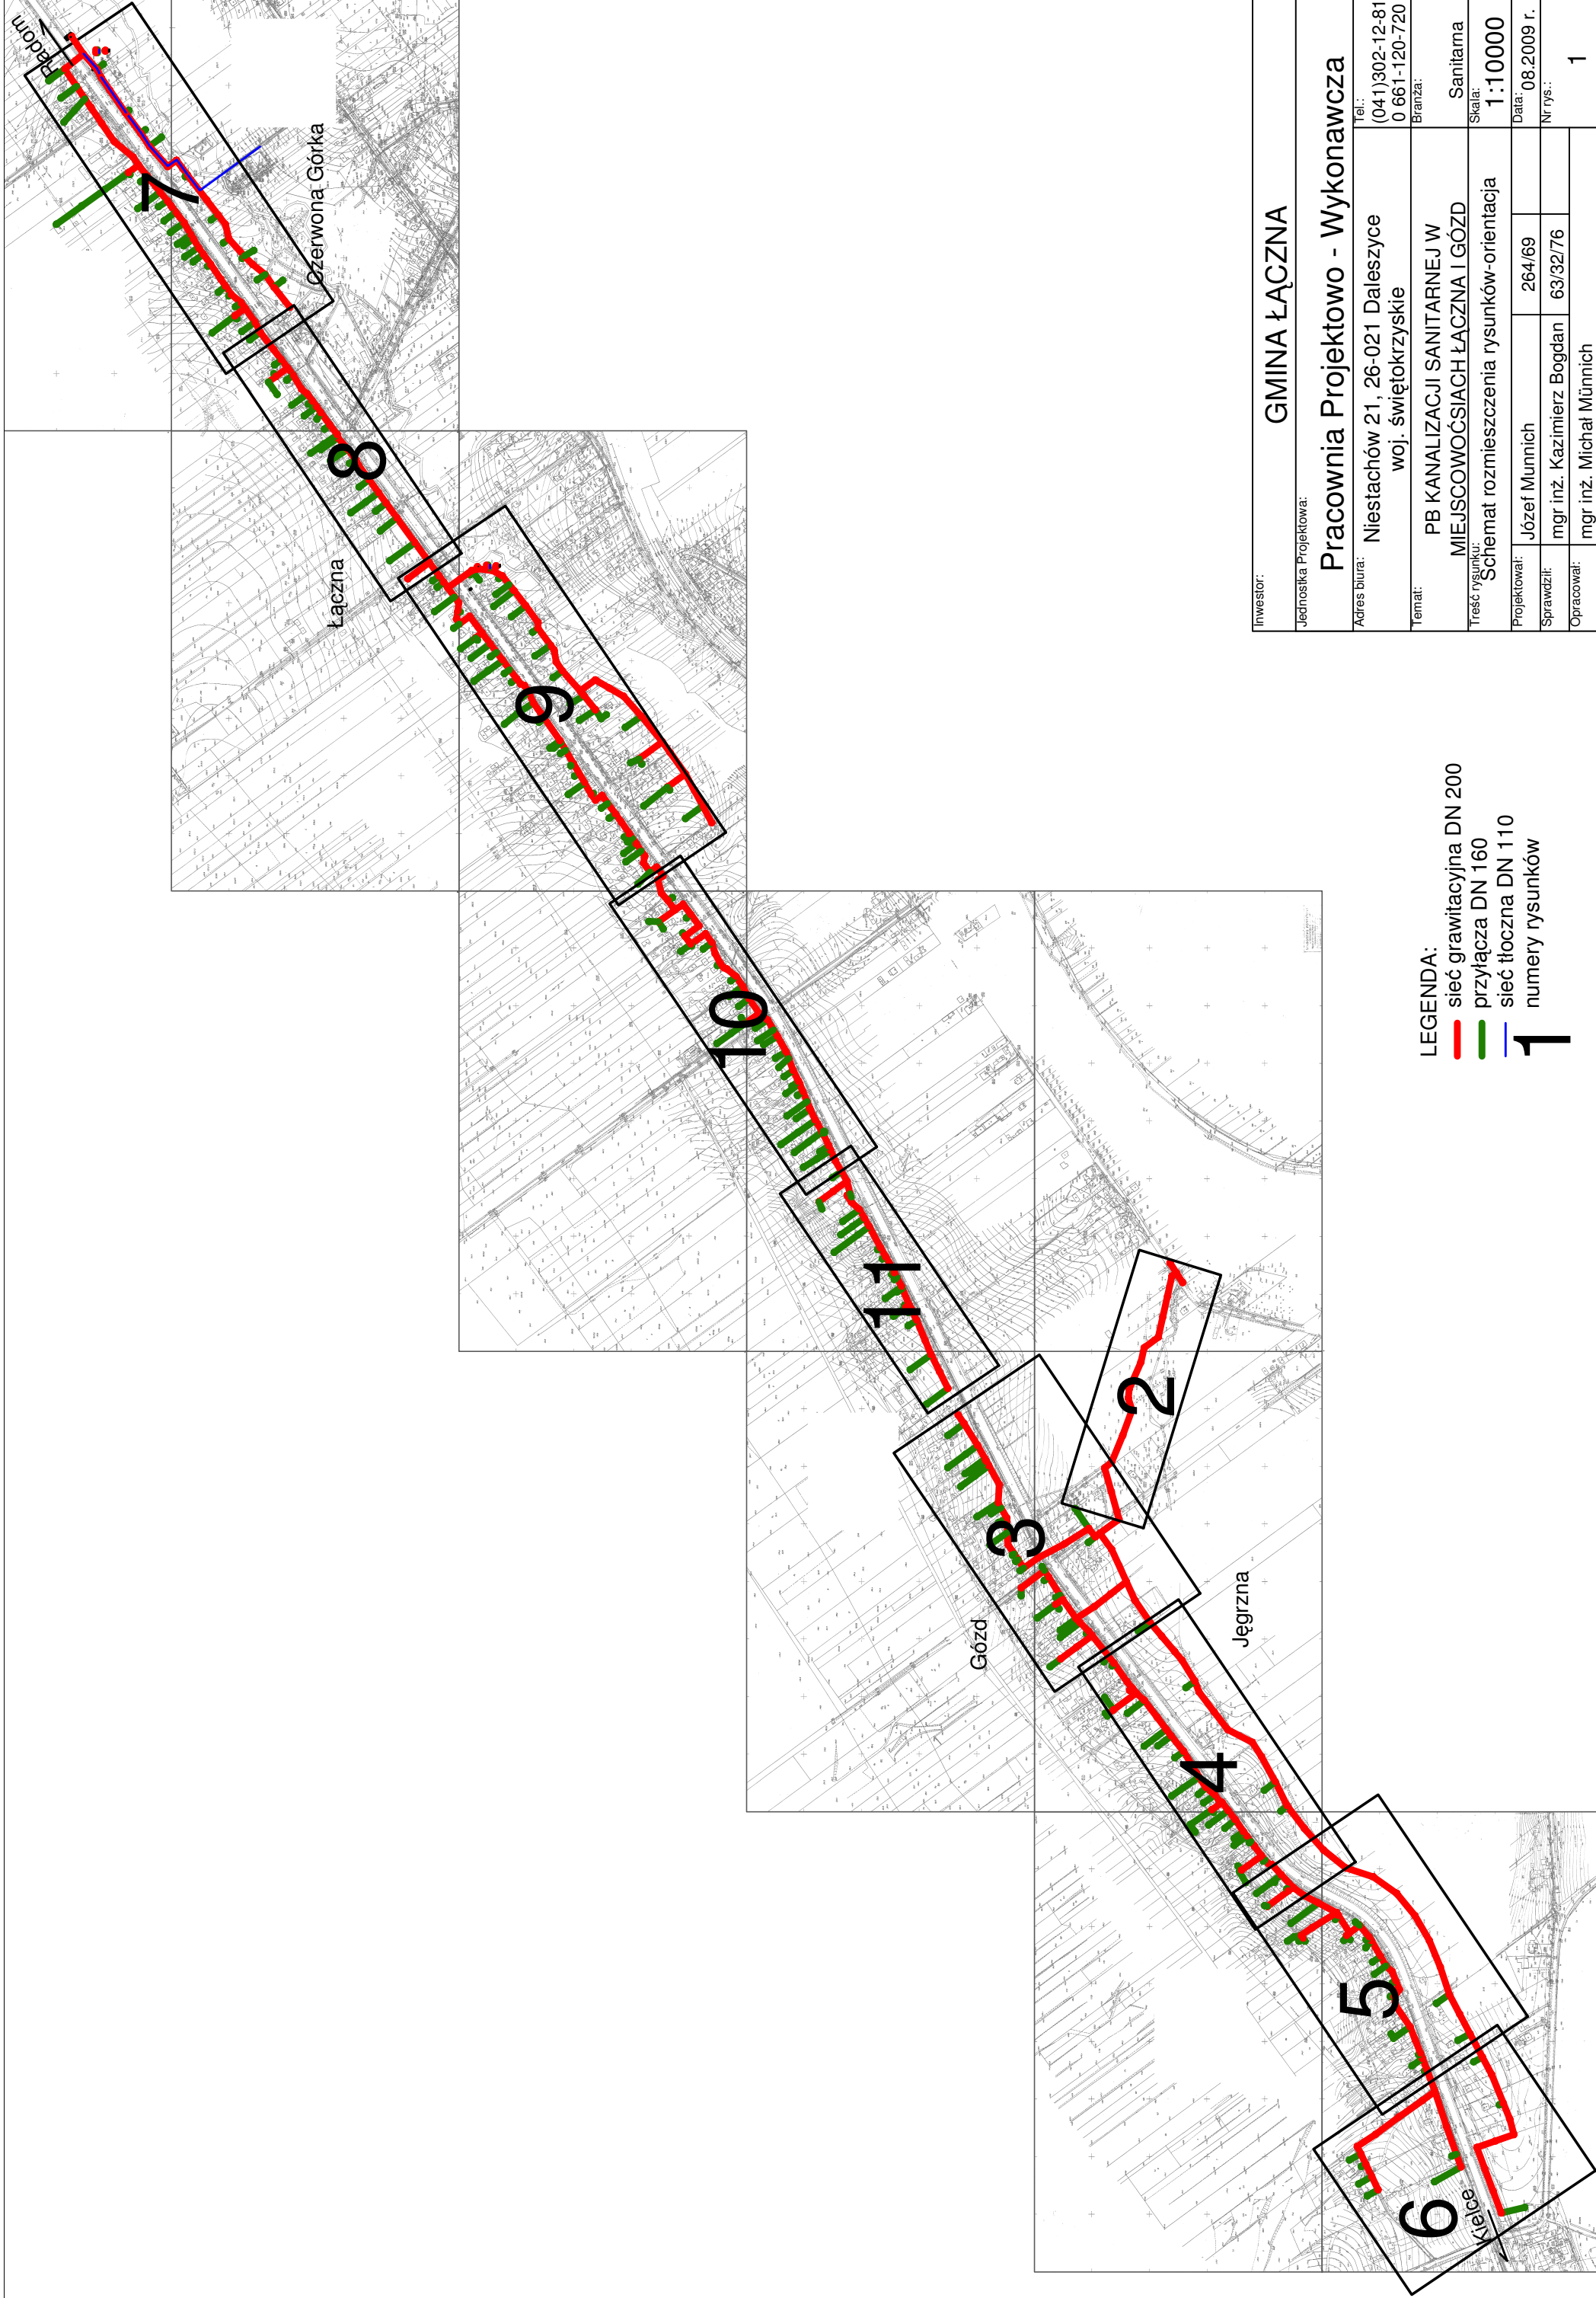 Radom
7
Czerwona Górka
8
Łączna
9
10
11
2
3
Gózd
Jęgrzna
4
5
6
Kielce
LEGENDA:
sieć grawitacyjna DN 200
przyłącza DN 160
sieć tłoczna DN 110
1 numery rysunków
Inwestor:
GMINA ŁĄCZNA
Jednostka Projektowa:
Pracownia Projektowo - Wykonawcza
Adres biura: Niestachów 21, 26-021 Daleszyce
woj. świętokrzyskie
Tel.:
(041)302-12-81
0 661-120-720
Temat:
PB KANALIZACJI SANITARNEJ W
MIEJSCOWOĆSIACH ŁĄCZNA I GÓZD
Branża:
Sanitarna
Treść rysunku:
Schemat rozmieszczenia rysunków-orientacja
Skala:
1:10000
Projektował: Józef Munnich 264/69
Data: 08.2009 r.
Sprawdził: mgr inż. Kazimierz Bogdan 63/32/76
Nr rys.:
1
Opracował: mgr inż. Michał Münnich